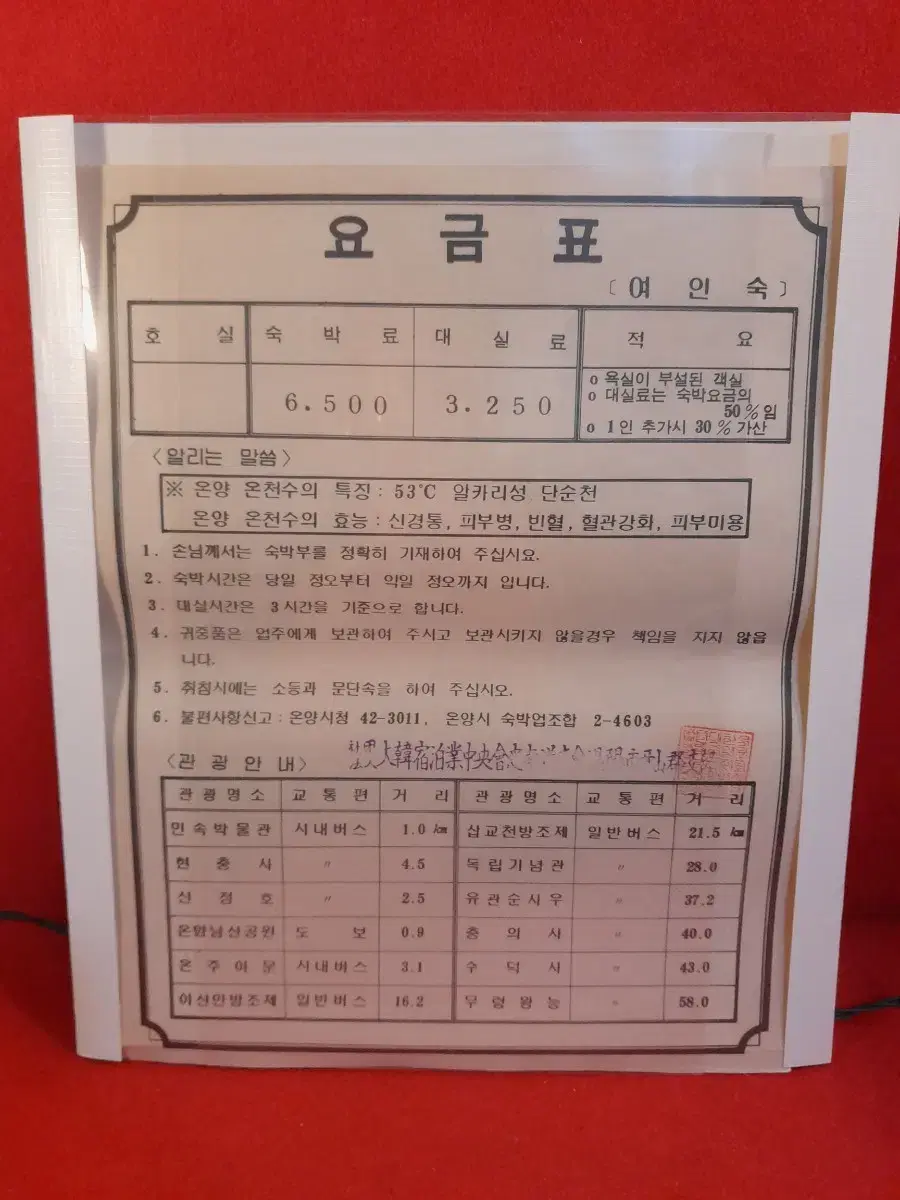 요 금 표
〔여 인 숙〕
호 실 숙 박 료 대 실 료 적 요
6.500 3.250
o 욕실이 부설된 객실
o 대실료는 숙박요금의
50%임
o 1인 추가시 30%가산
〈알리는 말씀〉
※ 온양 온천수의 특징 : 53℃ 알카리성 단순천
온양 온천수의 효능 : 신경통, 피부병, 빈혈, 혈관강화, 피부미용
1. 손님께서는 숙박부를 정확히 기재하여 주십시요.
2. 숙박시간은 당일 정오부터 익일 정오까지 입니다.
3. 대실시간은 3시간을 기준으로 합니다.
4. 귀중품은 업주에게 보관하여 주시고 보관시키지 않을경우 책임을 지지 않읍
니다.
5. 취침시에는 소등과 문단속을 하여 주십시오.
6. 불편사항신고 : 온양시청 42-3011, 온양시 숙박업조합 2-4603
大韓宿泊業中央會
〈관 광 안 내〉
관광명소 교통편 거 리 관광명소 교통편 거 리
민속박물관 시내버스 1.0㎞ 삽교천방조제 일반버스 21.5㎞
현 충 사 〃 4.5 독립기념관 〃 28.0
신 정 호 〃 2.5 유관순시우 〃 37.2
온양남산공원 도 보 0.9 충 의 사 〃 40.0
온 주 아 문 시내버스 3.1 수 덕 사 〃 43.0
아산만방조제 일반버스 16.2 무 령 왕 능 〃 58.0